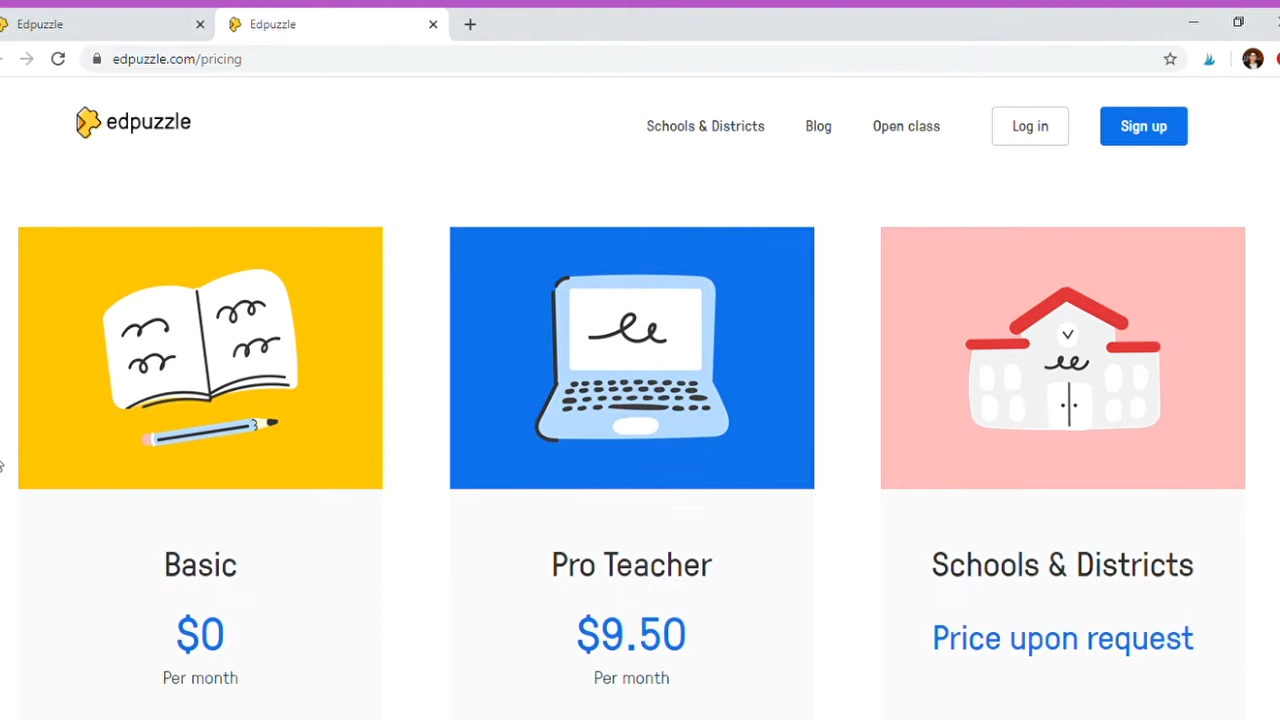 Edpuzzle
Edpuzzle
edpuzzle.com/pricing
edpuzzle
Schools & Districts
Blog
Open class
Log in
Sign up
Basic
Pro Teacher
Schools & Districts
$0
$9.50
Price upon request
Per month
Per month